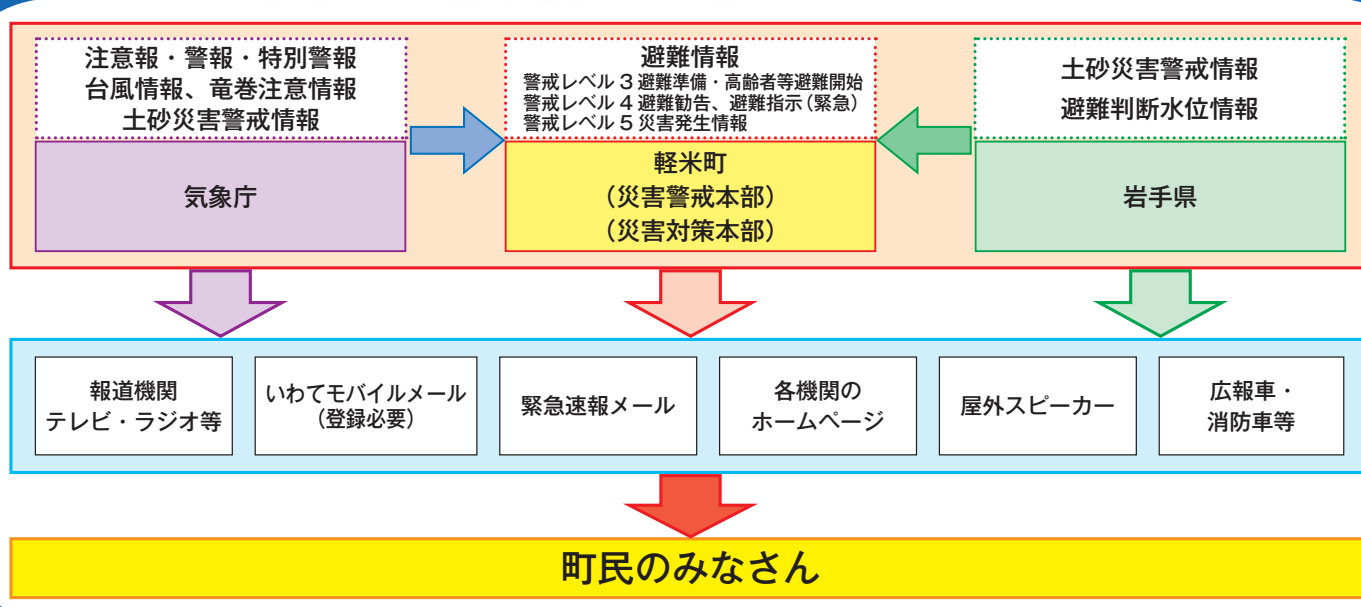 注意報・警報・特別警報
台風情報、竜巻注意情報
土砂災害警戒情報
気象庁
避難情報
警戒レベル3避難準備・高齢者等避難開始
警戒レベル4避難勧告、避難指示(緊急)
警戒レベル5災害発生情報
軽米町
(災害警戒本部)
(災害対策本部)
土砂災害警戒情報
避難判断水位情報
岩手県
報道機関
テレビ・ラジオ等
いわてモバイルメール
(登録必要)
緊急速報メール
各機関の
ホームページ
屋外スピーカー
広報車・
消防車等
町民のみなさん